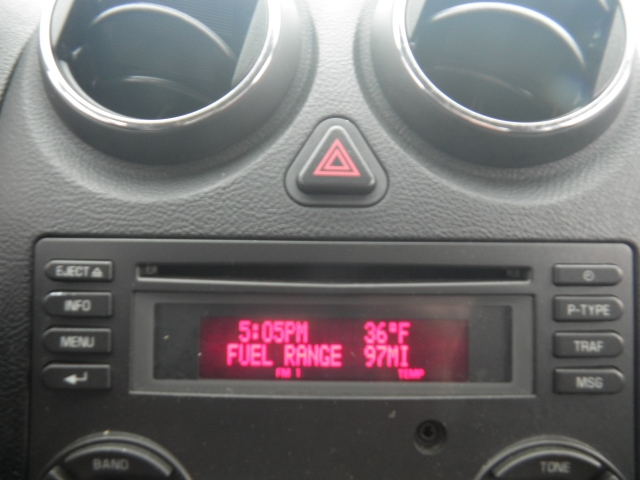 EJECT
INFO
MENU
5:05PM 36°F
FUEL RANGE 97MI
FM 1 TEMP
P-TYPE
TRAF
MSG
BAND
TONE